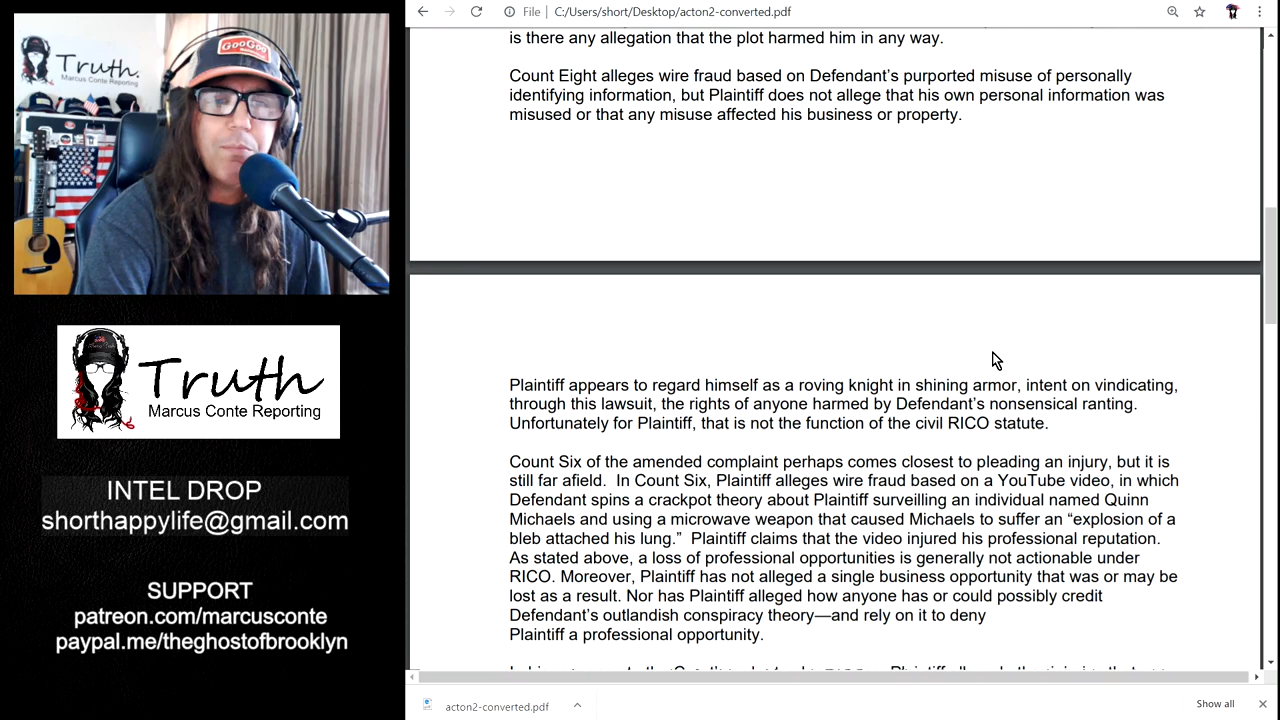 File
C:/Users/short/Desktop/acton2-converted.pdf
is there any allegation that the plot harmed him in any way.
Count Eight alleges wire fraud based on Defendant's purported misuse of personally
identifying information, but Plaintiff does not allege that his own personal information was
misused or that any misuse affected his business or property.
Plaintiff appears to regard himself as a roving knight in shining armor, intent on vindicating,
through this lawsuit, the rights of anyone harmed by Defendant's nonsensical ranting.
Unfortunately for Plaintiff, that is not the function of the civil RICO statute.
Count Six of the amended complaint perhaps comes closest to pleading an injury, but it is
still far afield.  In Count Six, Plaintiff alleges wire fraud based on a YouTube video, in which
Defendant spins a crackpot theory about Plaintiff surveilling an individual named Quinn
Michaels and using a microwave weapon that caused Michaels to suffer an “explosion of a
bleb attached his lung.”  Plaintiff claims that the video injured his professional reputation.
As stated above, a loss of professional opportunities is generally not actionable under
RICO. Moreover, Plaintiff has not alleged a single business opportunity that was or may be
lost as a result. Nor has Plaintiff alleged how anyone has or could possibly credit
Defendant's outlandish conspiracy theory—and rely on it to deny
Plaintiff a professional opportunity.
acton2-converted.pdf
Show all
Truth.
Marcus Conte Reporting
GooGoo
Truth
Marcus Conte Reporting
INTEL DROP
shorthappylife@gmail.com
SUPPORT
patreon.com/marcusconte
paypal.me/theghostofbrooklyn